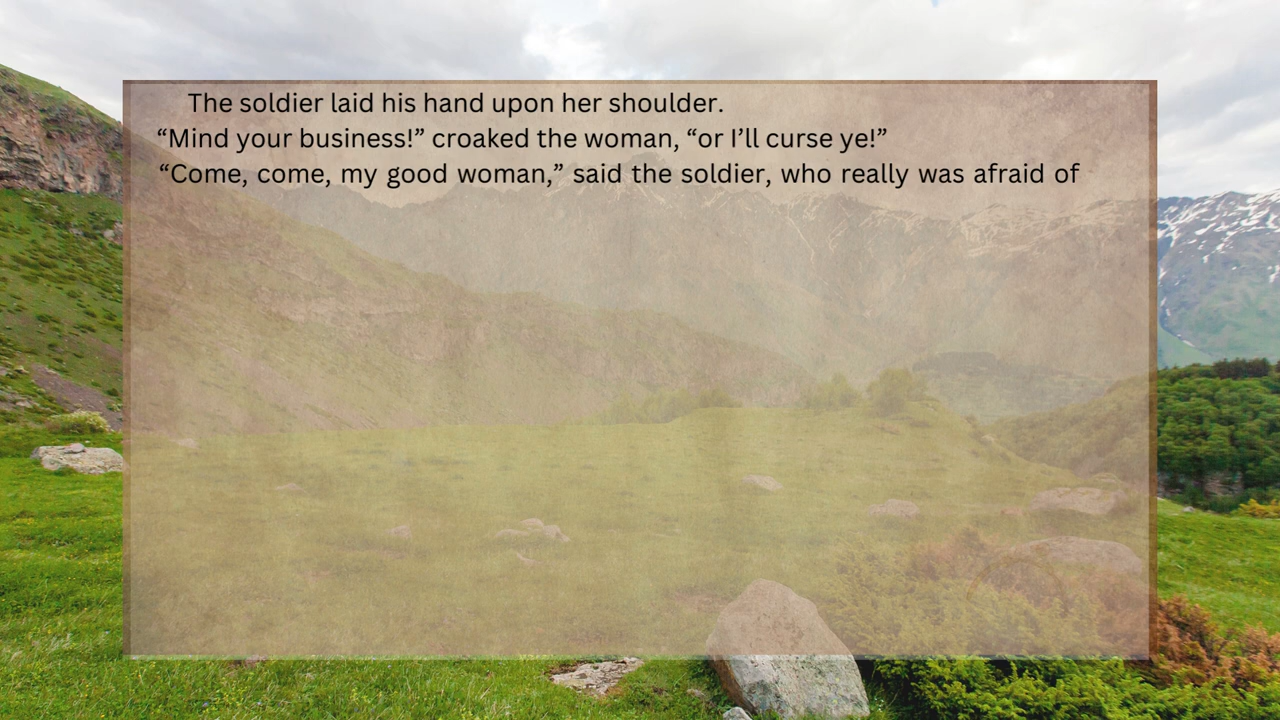 The soldier laid his hand upon her shoulder.
“Mind your business!” croaked the woman, “or I’ll curse ye!”
“Come, come, my good woman,” said the soldier, who really was afraid of